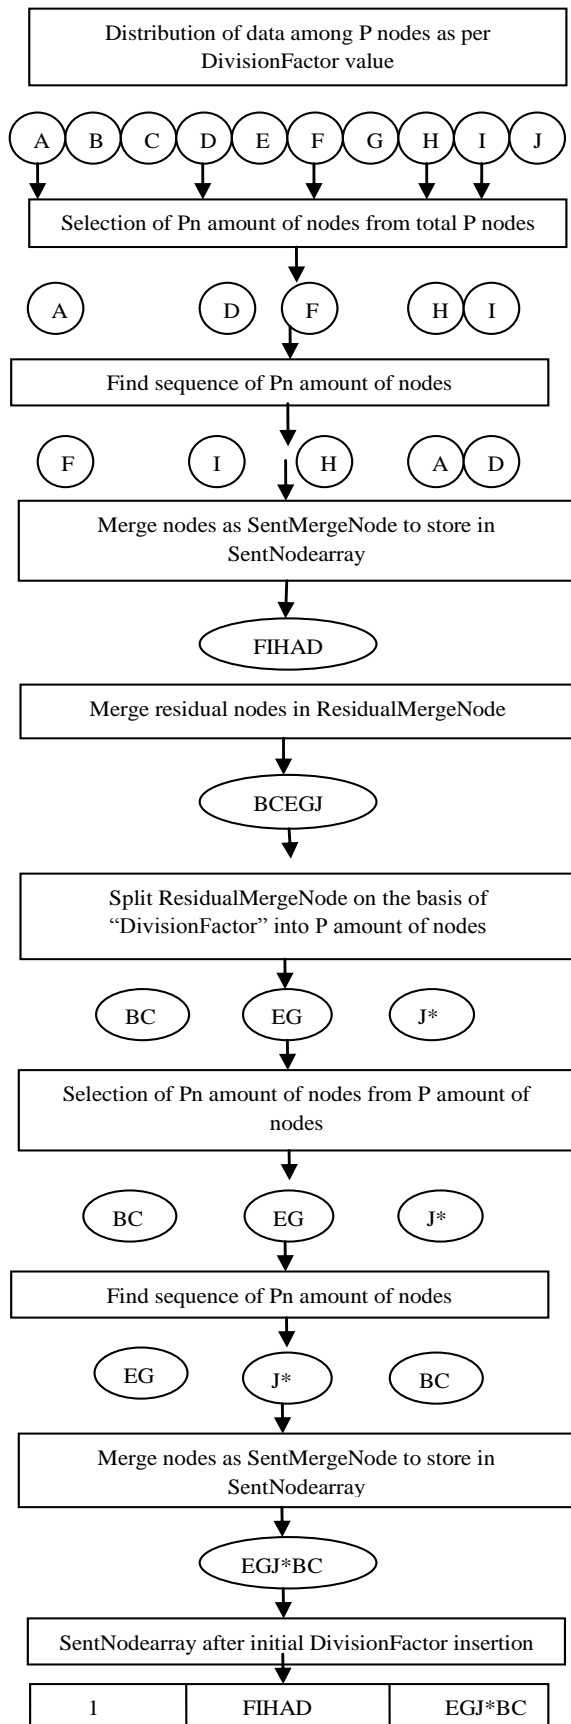 Distribution of data among P nodes as per
DivisionFactor value
A B C D E F G H I J
Selection of Pn amount of nodes from total P nodes
A D F H I
Find sequence of Pn amount of nodes
F I H A D
Merge nodes as SentMergeNode to store in
SentNodearray
FIHAD
Merge residual nodes in ResidualMergeNode
BCEGJ
Split ResidualMergeNode on the basis of
“DivisionFactor” into P amount of nodes
BC EG J*
Selection of Pn amount of nodes from P amount of
nodes
BC EG J*
Find sequence of Pn amount of nodes
EG J* BC
Merge nodes as SentMergeNode to store in
SentNodearray
EGJ*BC
SentNodearray after initial DivisionFactor insertion
1 FIHAD EGJ*BC